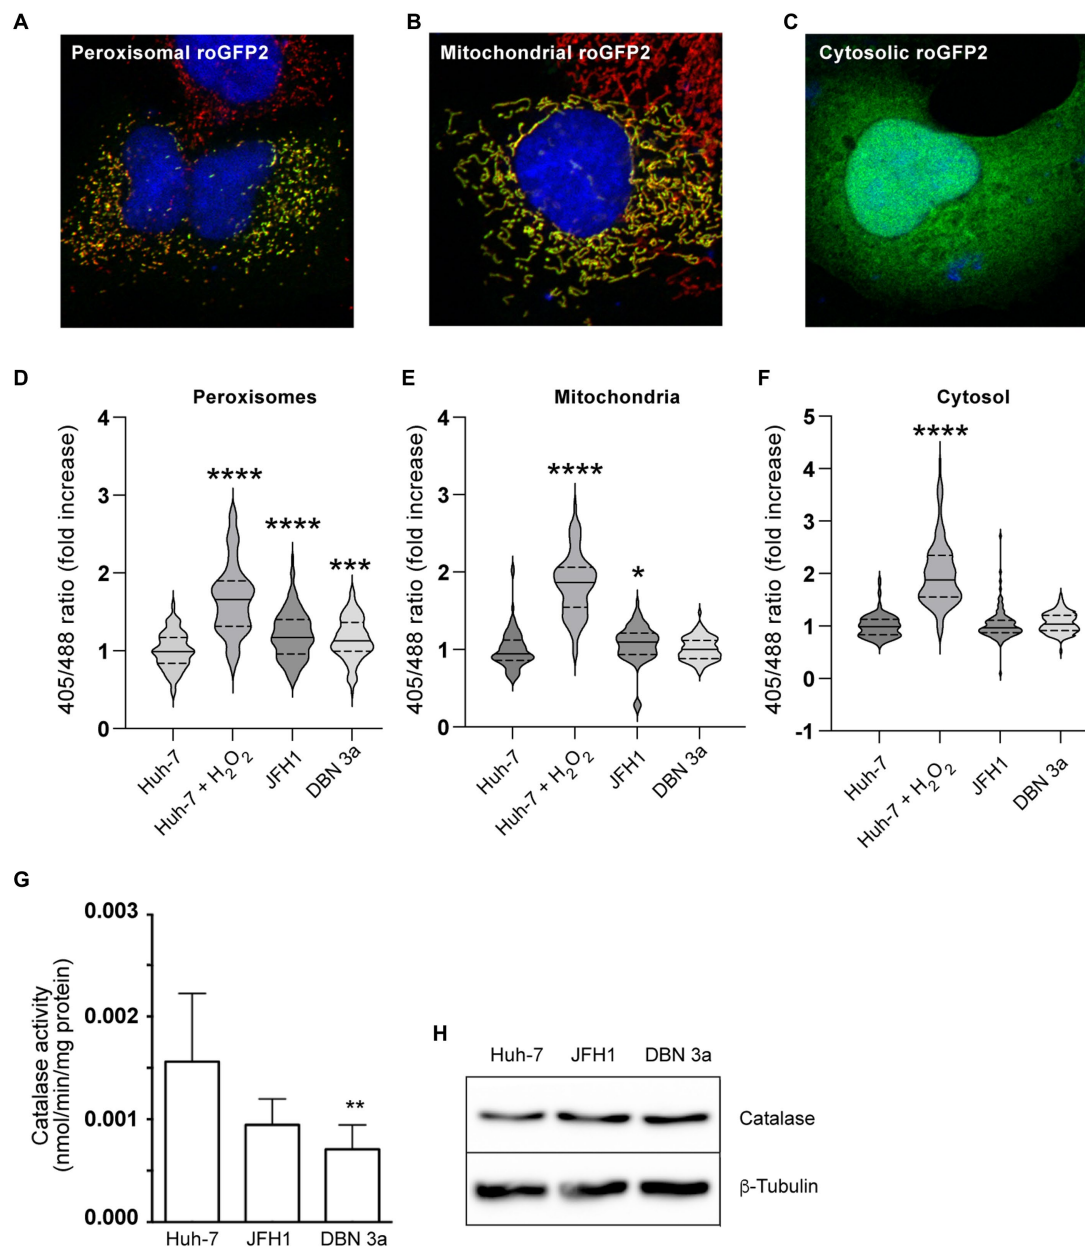 A
Peroxisomal roGFP2
B
Mitochondrial roGFP2
C
Cytosolic roGFP2
D
Peroxisomes
405/488 ratio (fold increase)
4
3
2
1
0
****
****
***
Huh-7
Huh-7 + H₂O₂
JFH1
DBN 3a
E
Mitochondria
405/488 ratio (fold increase)
4
3
2
1
0
****
*
Huh-7
Huh-7 + H₂O₂
JFH1
DBN 3a
F
Cytosol
405/488 ratio (fold increase)
5
4
3
2
1
0
-1
****
Huh-7
Huh-7 + H₂O₂
JFH1
DBN 3a
G
Catalase activity
(nmol/min/mg protein)
0.003
0.002
0.001
0.000
**
Huh-7
JFH1
DBN 3a
H
Huh-7 JFH1 DBN 3a
Catalase
β-Tubulin